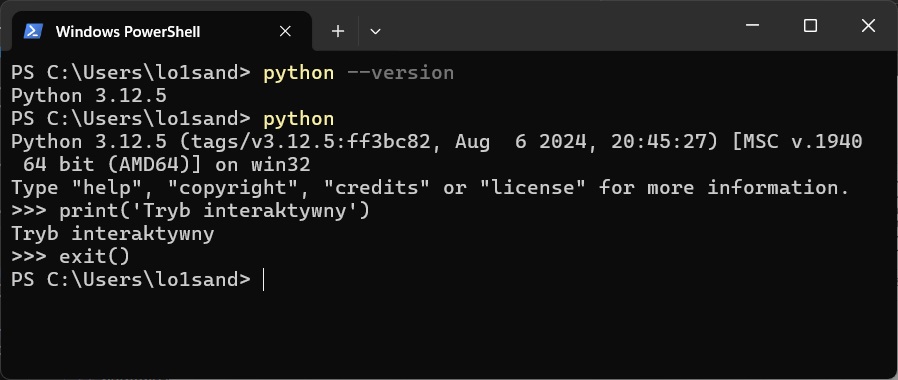 Windows PowerShell
PS C:\Users\lo1sand> python --version
Python 3.12.5
PS C:\Users\lo1sand> python
Python 3.12.5 (tags/v3.12.5:ff3bc82, Aug  6 2024, 20:45:27) [MSC v.1940
 64 bit (AMD64)] on win32
Type "help", "copyright", "credits" or "license" for more information.
>>> print('Tryb interaktywny')
Tryb interaktywny
>>> exit()
PS C:\Users\lo1sand>